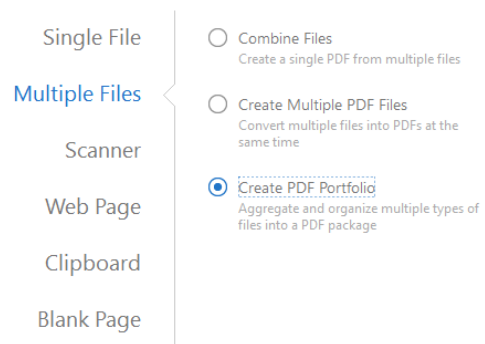 Single File
Multiple Files
Scanner
Web Page
Clipboard
Blank Page
Combine Files
Create a single PDF from multiple files
Create Multiple PDF Files
Convert multiple files into PDFs at the
same time
Create PDF Portfolio
Aggregate and organize multiple types of
files into a PDF package